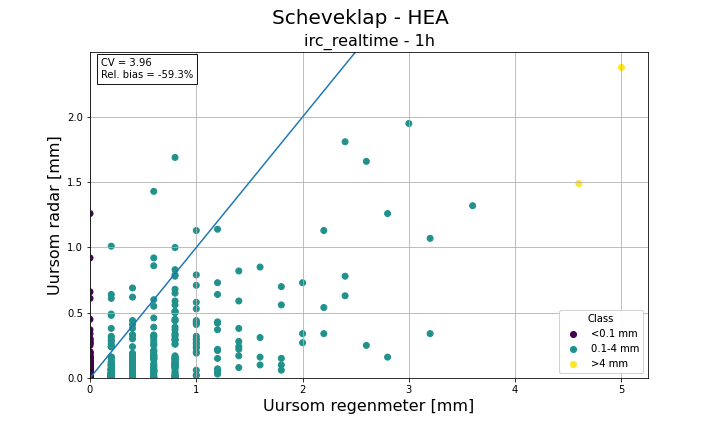 Scheveklap - HEA
irc_realtime - 1h
CV = 3.96
Rel. bias = -59.3%
Uursom radar [mm]
2.0
1.5
1.0
0.5
0.0
Class
<0.1 mm
0.1-4 mm
>4 mm
0 1 2 3 4 5
Uursom regenmeter [mm]